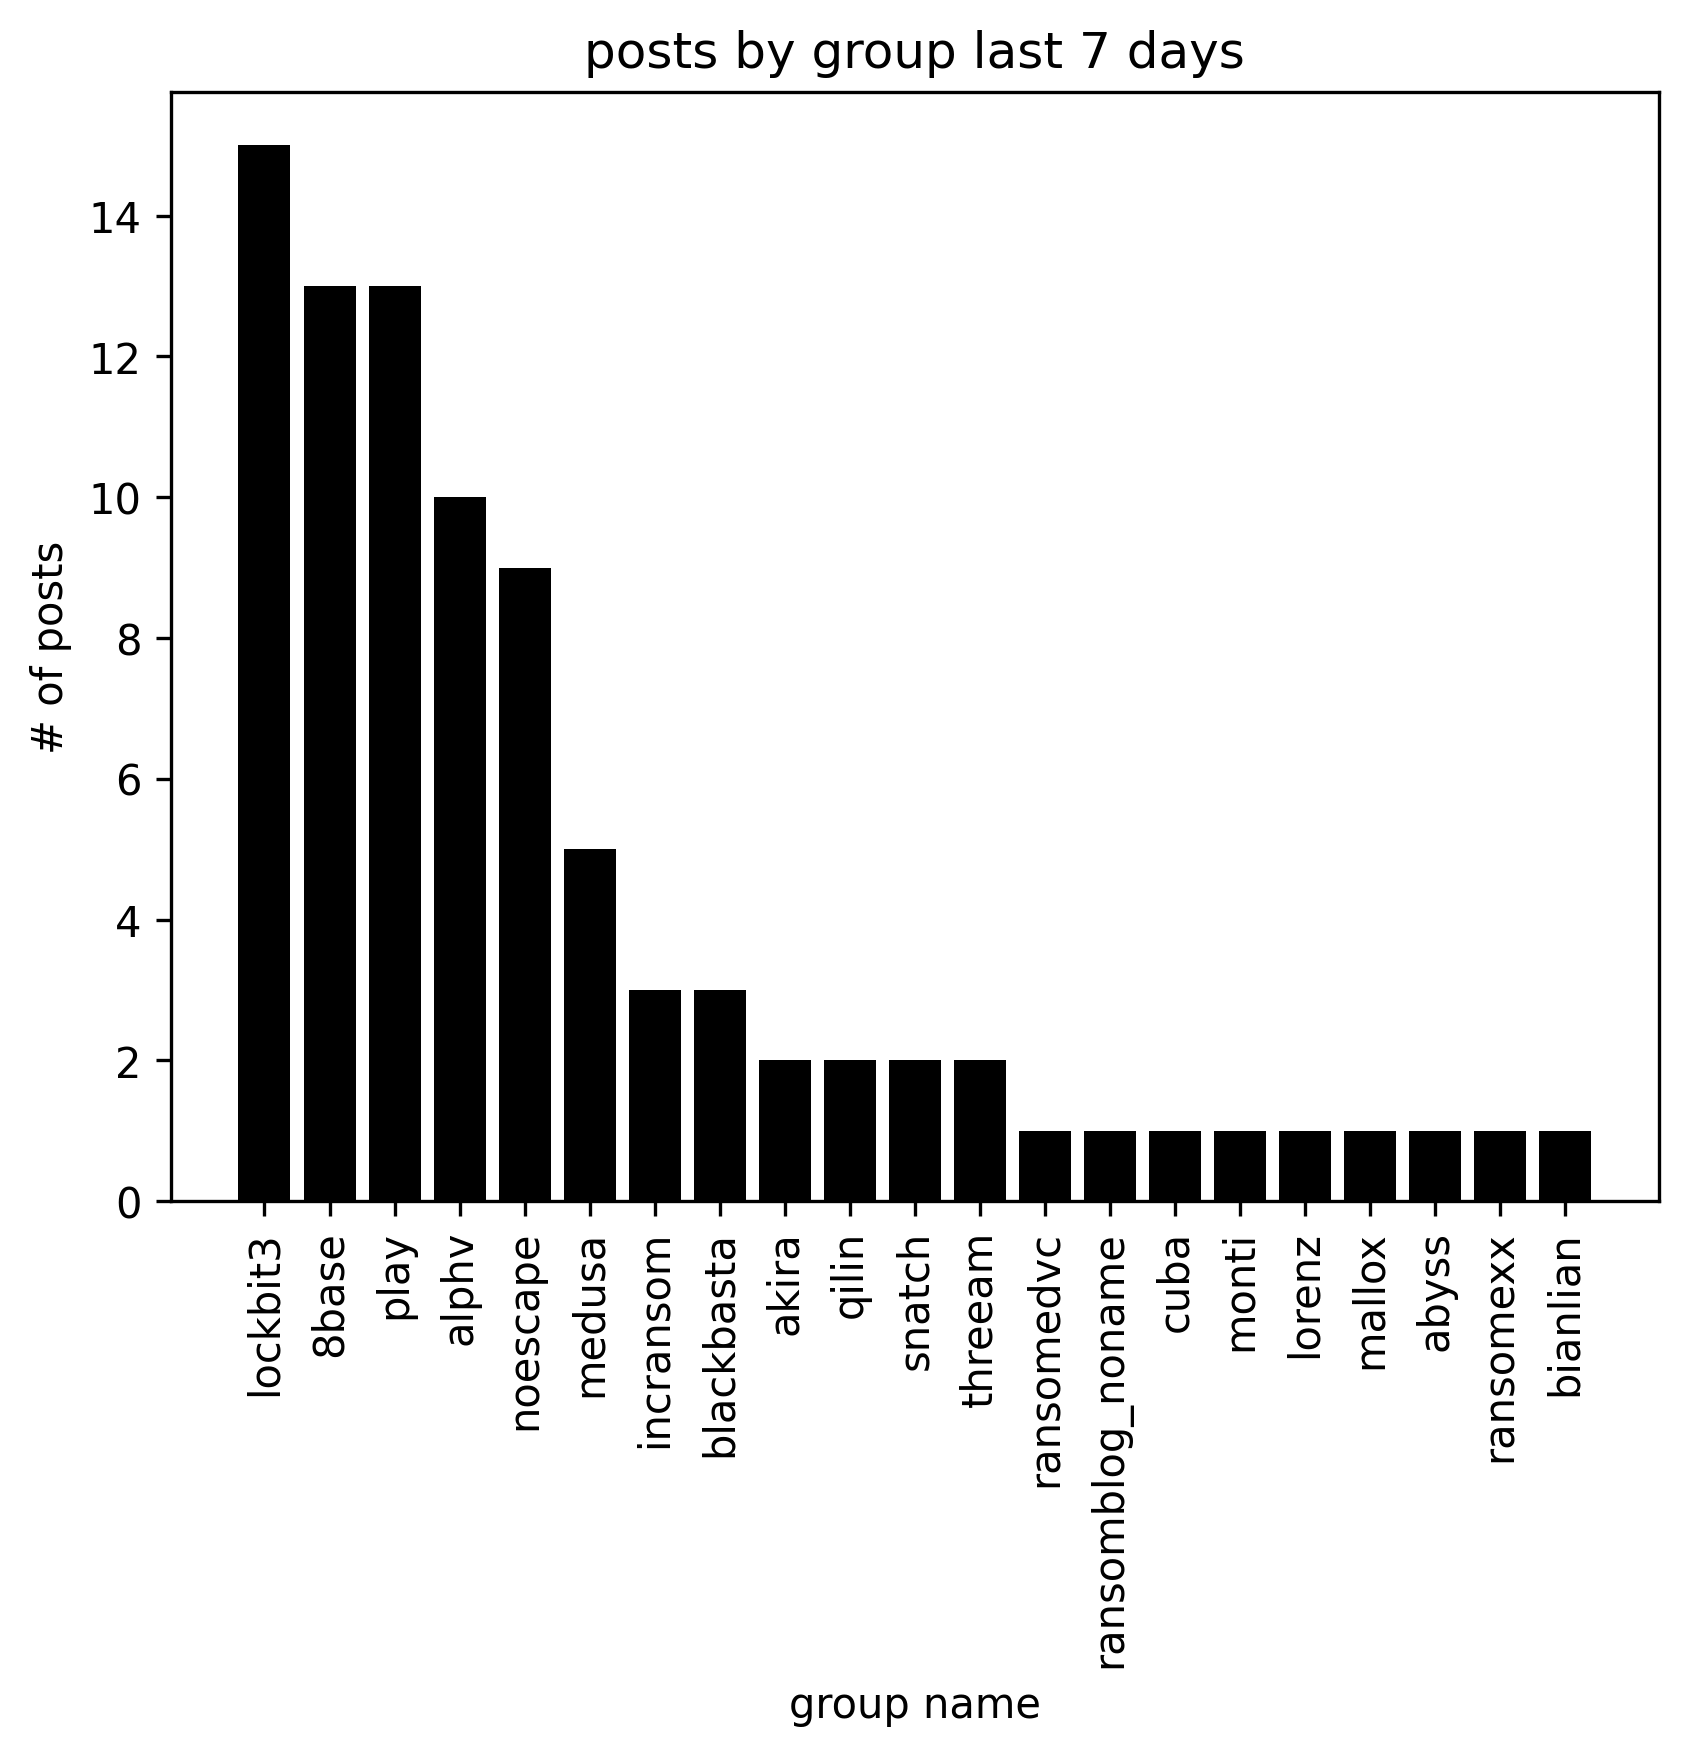 posts by group last 7 days
# of posts
14
12
10
8
6
4
2
0
lockbit3
8base
play
alphv
noescape
medusa
incransom
blackbasta
akira
qilin
snatch
threeam
ransomedvc
ransomblog_noname
cuba
monti
lorenz
mallox
abyss
ransomexx
bianlian
group name